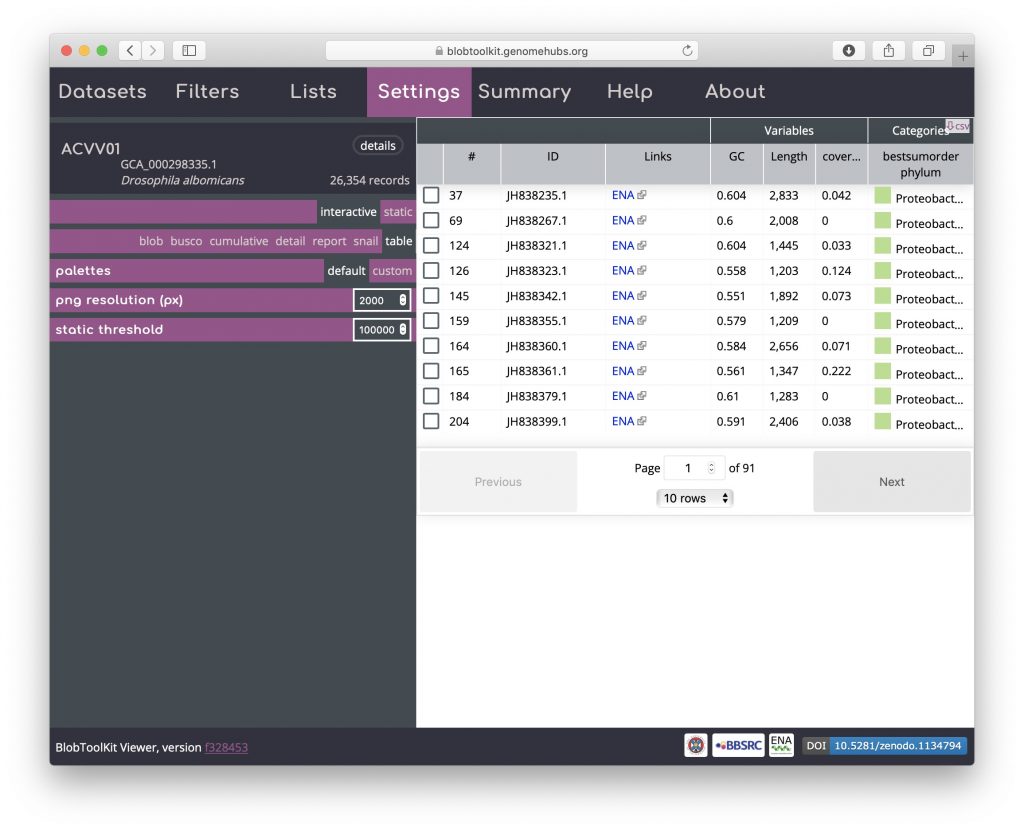 blobtoolkit.genomehubs.org
Datasets Filters Lists Settings Summary Help About
ACVV01 details
GCA_000298335.1
Drosophila albomicans 26,354 records
interactive static
blob busco cumulative detail report snail table
palettes default custom
png resolution (px) 2000
static threshold 100000
Variables Categories csv
# ID Links GC Length cover... bestsumorder phylum
37 JH838235.1 ENA 0.604 2,833 0.042 Proteobact...
69 JH838267.1 ENA 0.6 2,008 0 Proteobact...
124 JH838321.1 ENA 0.604 1,445 0.033 Proteobact...
126 JH838323.1 ENA 0.558 1,203 0.124 Proteobact...
145 JH838342.1 ENA 0.551 1,892 0.073 Proteobact...
159 JH838355.1 ENA 0.579 1,209 0 Proteobact...
164 JH838360.1 ENA 0.584 2,656 0.071 Proteobact...
165 JH838361.1 ENA 0.561 1,347 0.222 Proteobact...
184 JH838379.1 ENA 0.61 1,283 0 Proteobact...
204 JH838399.1 ENA 0.591 2,406 0.038 Proteobact...
Previous Page 1 of 91 Next
10 rows
BlobToolKit Viewer, version f328453 BBSRC ENA DOI 10.5281/zenodo.1134794